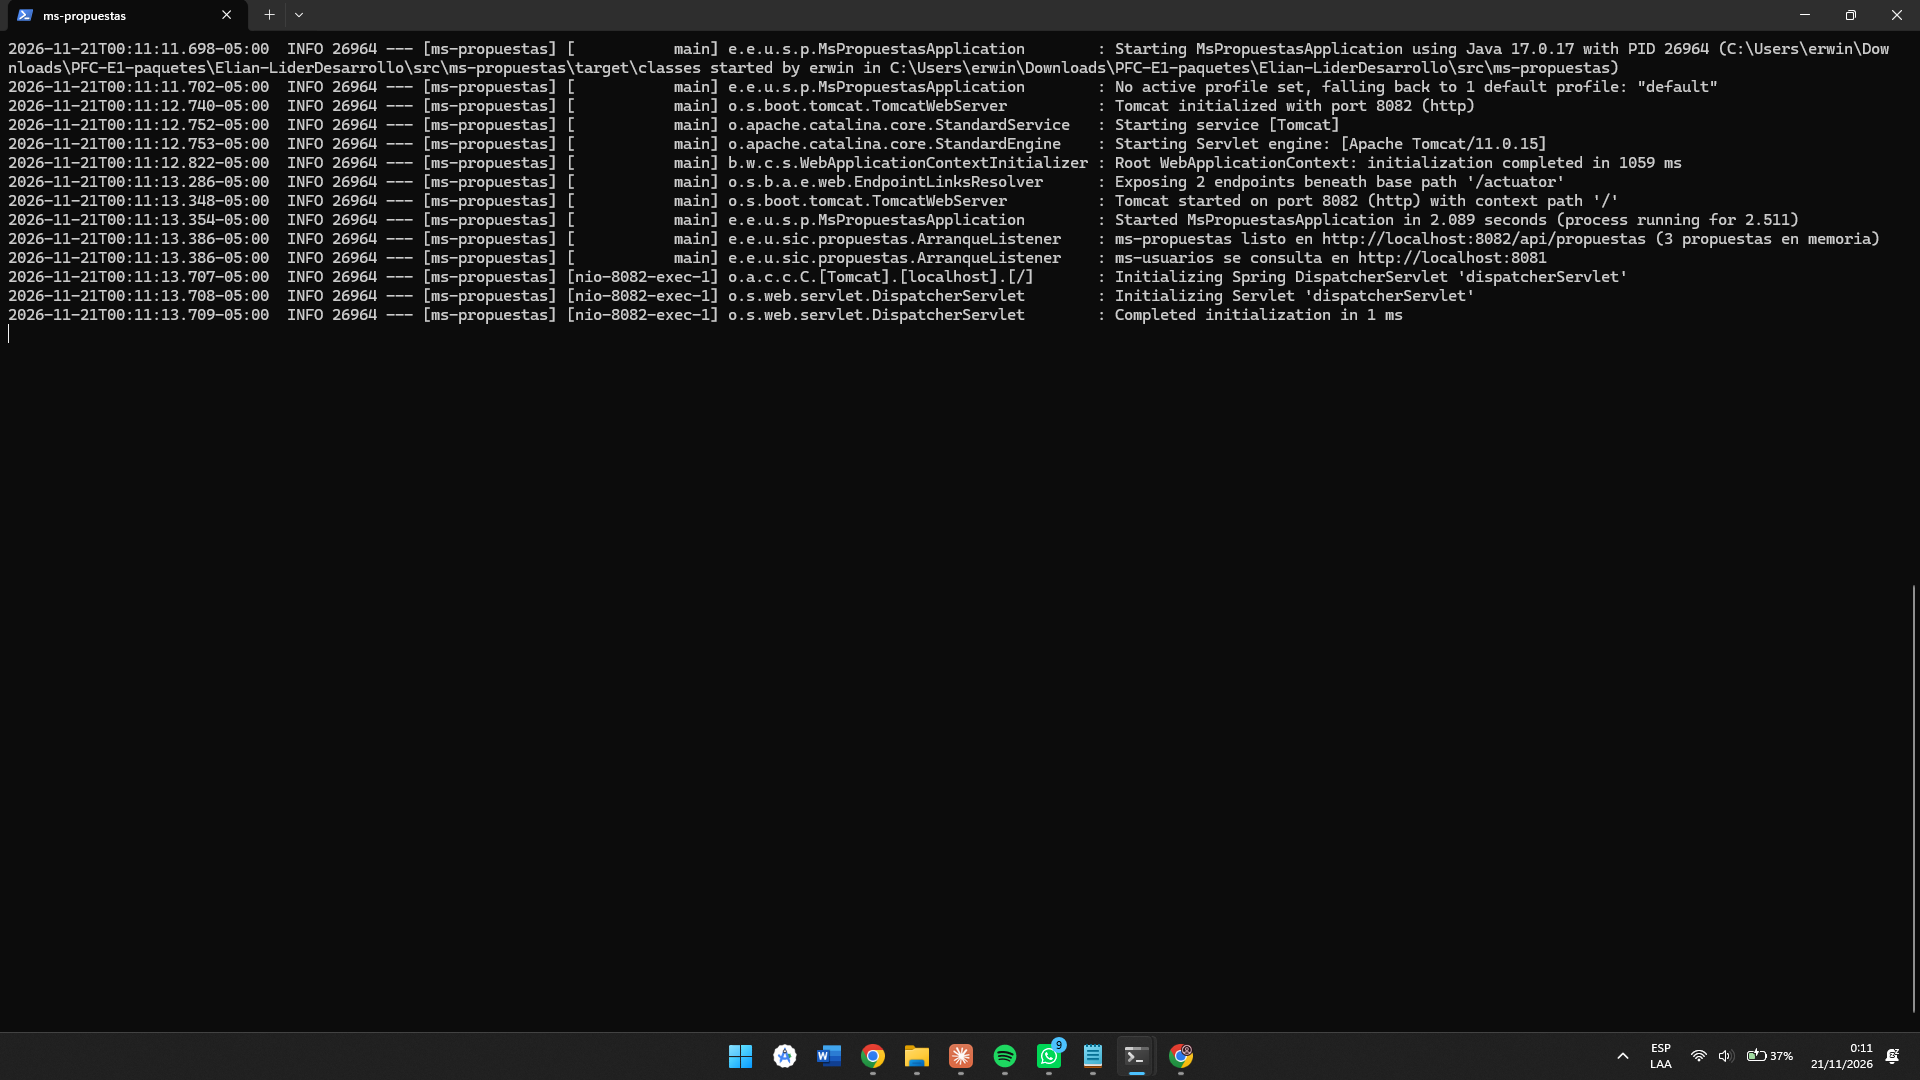 ms-propuestas
2026-11-21T00:11:11.698-05:00  INFO 26964 --- [ms-propuestas] [           main] e.e.u.s.p.MsPropuestasApplication        : Starting MsPropuestasApplication using Java 17.0.17 with PID 26964 (C:\Users\erwin\Dow
nloads\PFC-E1-paquetes\Elian-LiderDesarrollo\src\ms-propuestas\target\classes started by erwin in C:\Users\erwin\Downloads\PFC-E1-paquetes\Elian-LiderDesarrollo\src\ms-propuestas)
2026-11-21T00:11:11.702-05:00  INFO 26964 --- [ms-propuestas] [           main] e.e.u.s.p.MsPropuestasApplication        : No active profile set, falling back to 1 default profile: "default"
2026-11-21T00:11:12.740-05:00  INFO 26964 --- [ms-propuestas] [           main] o.s.boot.tomcat.TomcatWebServer          : Tomcat initialized with port 8082 (http)
2026-11-21T00:11:12.752-05:00  INFO 26964 --- [ms-propuestas] [           main] o.apache.catalina.core.StandardService   : Starting service [Tomcat]
2026-11-21T00:11:12.753-05:00  INFO 26964 --- [ms-propuestas] [           main] o.apache.catalina.core.StandardEngine    : Starting Servlet engine: [Apache Tomcat/11.0.15]
2026-11-21T00:11:12.822-05:00  INFO 26964 --- [ms-propuestas] [           main] b.w.c.s.WebApplicationContextInitializer : Root WebApplicationContext: initialization completed in 1059 ms
2026-11-21T00:11:13.286-05:00  INFO 26964 --- [ms-propuestas] [           main] o.s.b.a.e.web.EndpointLinksResolver      : Exposing 2 endpoints beneath base path '/actuator'
2026-11-21T00:11:13.348-05:00  INFO 26964 --- [ms-propuestas] [           main] o.s.boot.tomcat.TomcatWebServer          : Tomcat started on port 8082 (http) with context path '/'
2026-11-21T00:11:13.354-05:00  INFO 26964 --- [ms-propuestas] [           main] e.e.u.s.p.MsPropuestasApplication        : Started MsPropuestasApplication in 2.089 seconds (process running for 2.511)
2026-11-21T00:11:13.386-05:00  INFO 26964 --- [ms-propuestas] [           main] e.e.u.sic.propuestas.ArranqueListener    : ms-propuestas listo en http://localhost:8082/api/propuestas (3 propuestas en memoria)
2026-11-21T00:11:13.386-05:00  INFO 26964 --- [ms-propuestas] [           main] e.e.u.sic.propuestas.ArranqueListener    : ms-usuarios se consulta en http://localhost:8081
2026-11-21T00:11:13.707-05:00  INFO 26964 --- [ms-propuestas] [nio-8082-exec-1] o.a.c.c.C.[Tomcat].[localhost].[/]       : Initializing Spring DispatcherServlet 'dispatcherServlet'
2026-11-21T00:11:13.708-05:00  INFO 26964 --- [ms-propuestas] [nio-8082-exec-1] o.s.web.servlet.DispatcherServlet        : Initializing Servlet 'dispatcherServlet'
2026-11-21T00:11:13.709-05:00  INFO 26964 --- [ms-propuestas] [nio-8082-exec-1] o.s.web.servlet.DispatcherServlet        : Completed initialization in 1 ms
9
ESP
LAA
37%
0:11
21/11/2026